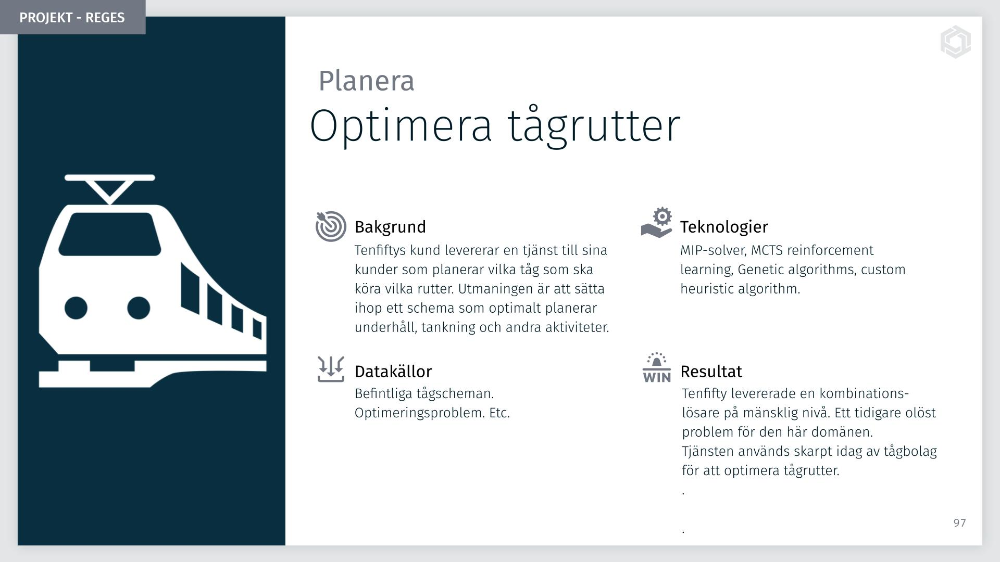 PROJEKT - REGES
Planera
Optimera tågrutter
Bakgrund
Tenfiftys kund levererar en tjänst till sina
kunder som planerar vilka tåg som ska
köra vilka rutter. Utmaningen är att sätta
ihop ett schema som optimalt planerar
underhåll, tankning och andra aktiviteter.
Teknologier
MIP-solver, MCTS reinforcement
learning, Genetic algorithms, custom
heuristic algorithm.
Datakällor
Befintliga tågscheman.
Optimeringsproblem. Etc.
WIN
Resultat
Tenfifty levererade en kombinations-
lösare på mänsklig nivå. Ett tidigare olöst
problem för den här domänen.
Tjänsten används skarpt idag av tågbolag
för att optimera tågrutter.
.
.
97